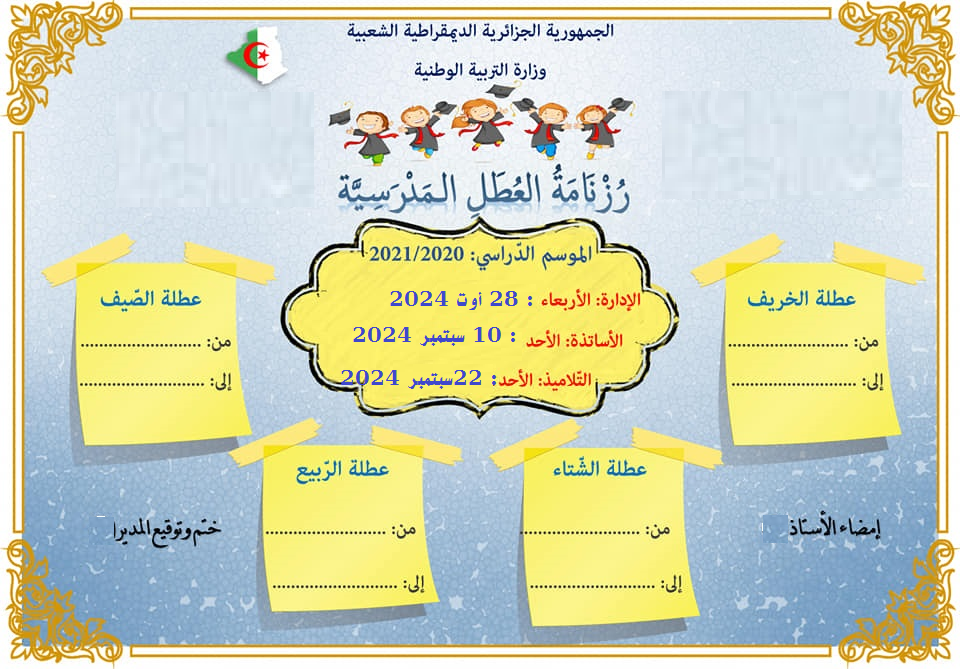 الجمهورية الجزائرية الديمقراطية الشعبية
وزارة التربية الوطنية
رُزْنَامَةُ العُطَلِ المَدْرَسِيَّة
الموسم الدّراسي: 2021/2020
الإدارة: الأربعاء : 28 أوت 2024
الأساتذة: الأحد : 10 سبتمبر 2024
التّلاميذ: الأحد: 22سبتمبر 2024
عطلة الخريف
من: ........................
إلى: ........................
عطلة الشّتاء
من: ........................
إلى: ........................
عطلة الرّبيع
من: ........................
إلى: ........................
عطلة الصّيف
من: ........................
إلى: ........................
إمضاء الأستاذ
ختم وتوقيع المدير